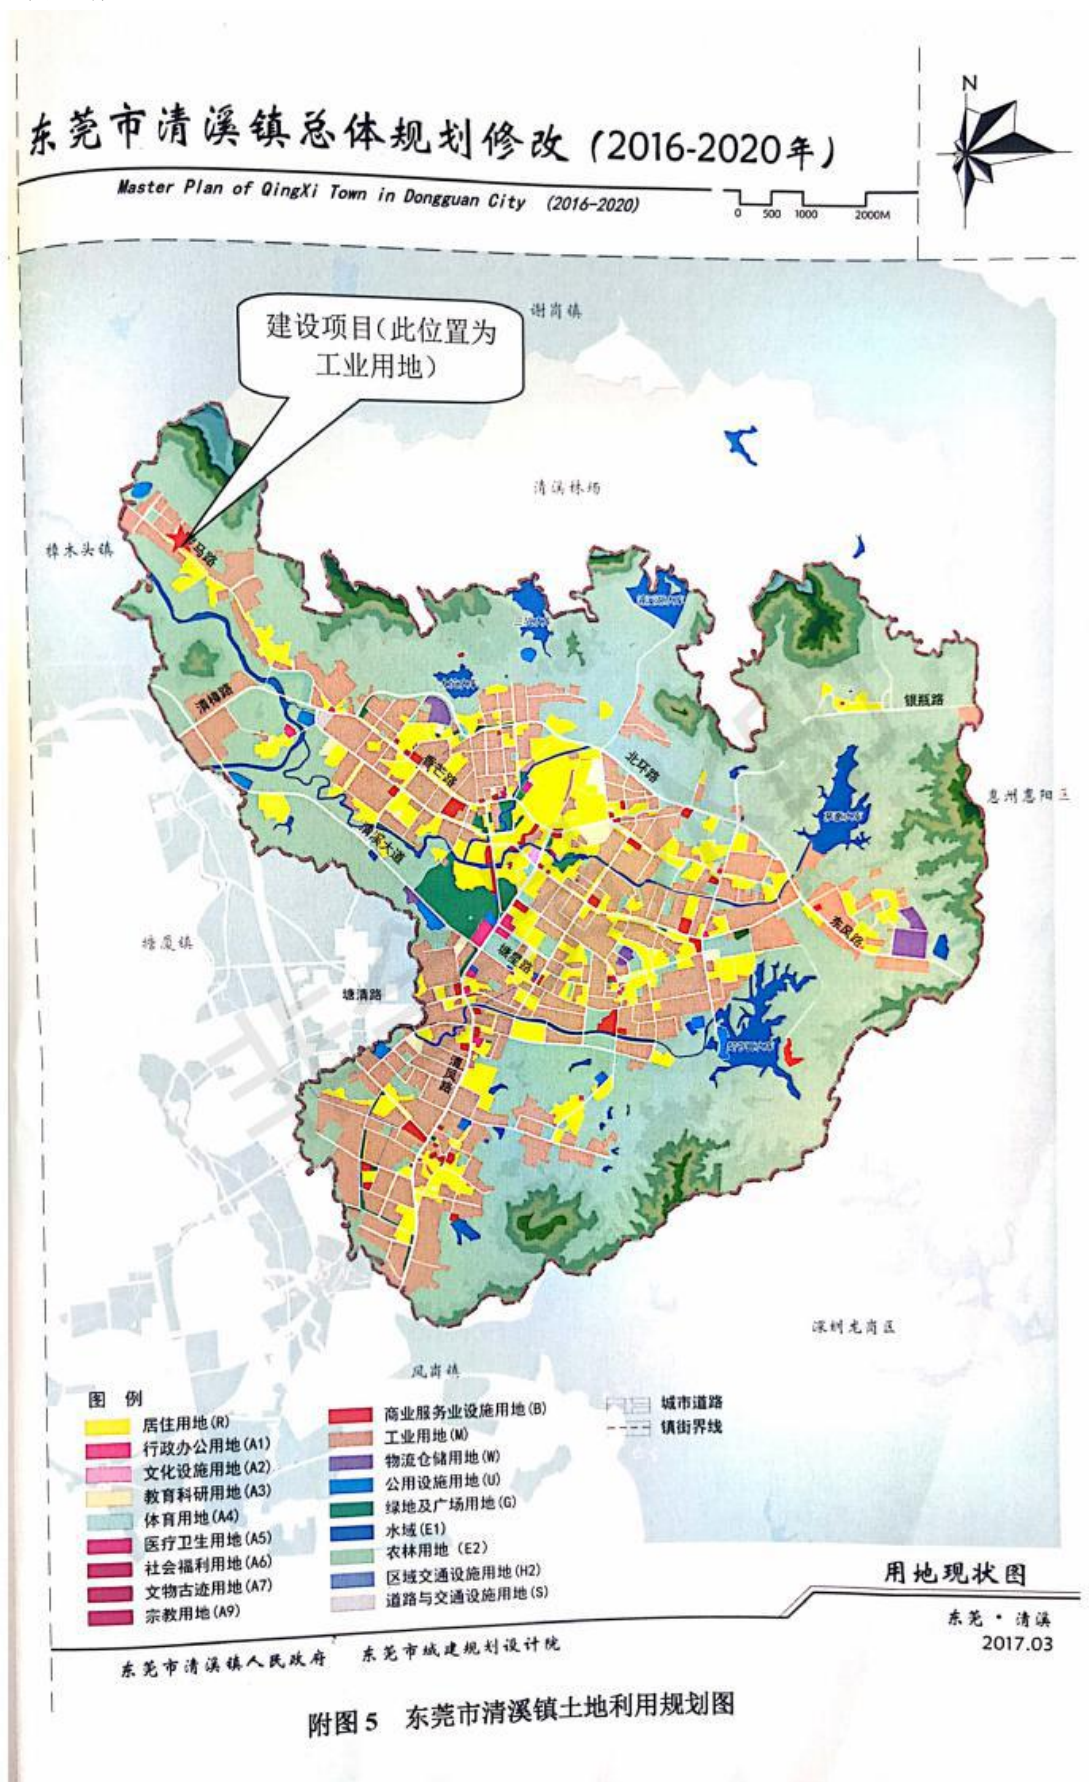 东莞市清溪镇总体规划修改（2016-2020年）
Master Plan of QingXi Town in Dongguan City (2016-2020)
N
0 500 1000 2000M
建设项目（此位置为
工业用地）
谢岗镇
清溪林场
樟木头镇
马路
清樟路
银瓶路
北环路
香芒路
清溪大道
惠州惠阳区
东风路
塘厦镇
塘清路
清凤路
深圳龙岗区
凤岗镇
图 例
居住用地(R)
行政办公用地(A1)
文化设施用地(A2)
教育科研用地(A3)
体育用地(A4)
医疗卫生用地(A5)
社会福利用地(A6)
文物古迹用地(A7)
宗教用地(A9)
商业服务业设施用地(B)
工业用地(M)
物流仓储用地(W)
公用设施用地(U)
绿地及广场用地(G)
水域(E1)
农林用地（E2）
区域交通设施用地(H2)
道路与交通设施用地(S)
城市道路
镇街界线
用地现状图
东莞·清溪
2017.03
东莞市清溪镇人民政府 东莞市城建规划设计院
附图 5 东莞市清溪镇土地利用规划图